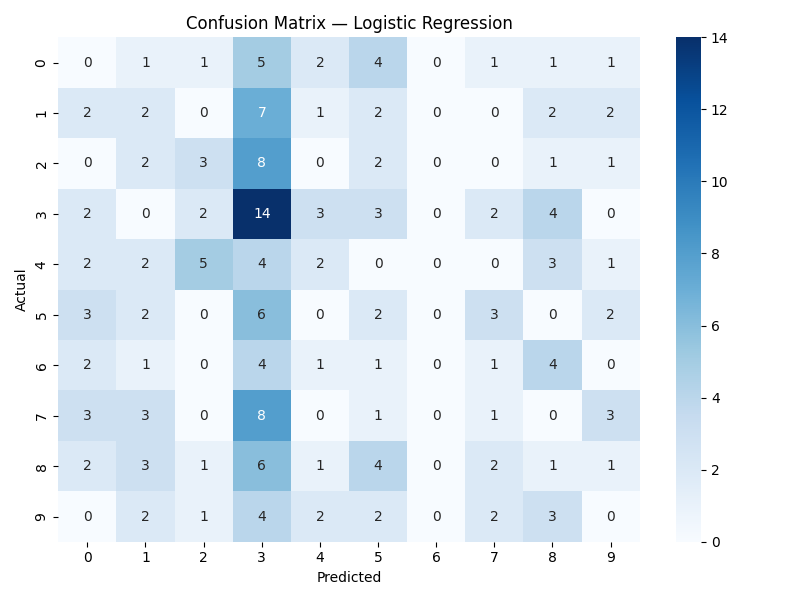 Confusion Matrix — Logistic Regression
0 0 1 1 5 2 4 0 1 1 1
1 2 2 0 7 1 2 0 0 2 2
2 0 2 3 8 0 2 0 0 1 1
3 2 0 2 14 3 3 0 2 4 0
4 2 2 5 4 2 0 0 0 3 1
5 3 2 0 6 0 2 0 3 0 2
6 2 1 0 4 1 1 0 1 4 0
7 3 3 0 8 0 1 0 1 0 3
8 2 3 1 6 1 4 0 2 1 1
9 0 2 1 4 2 2 0 2 3 0
0 1 2 3 4 5 6 7 8 9
Predicted
Actual
14
12
10
8
6
4
2
0